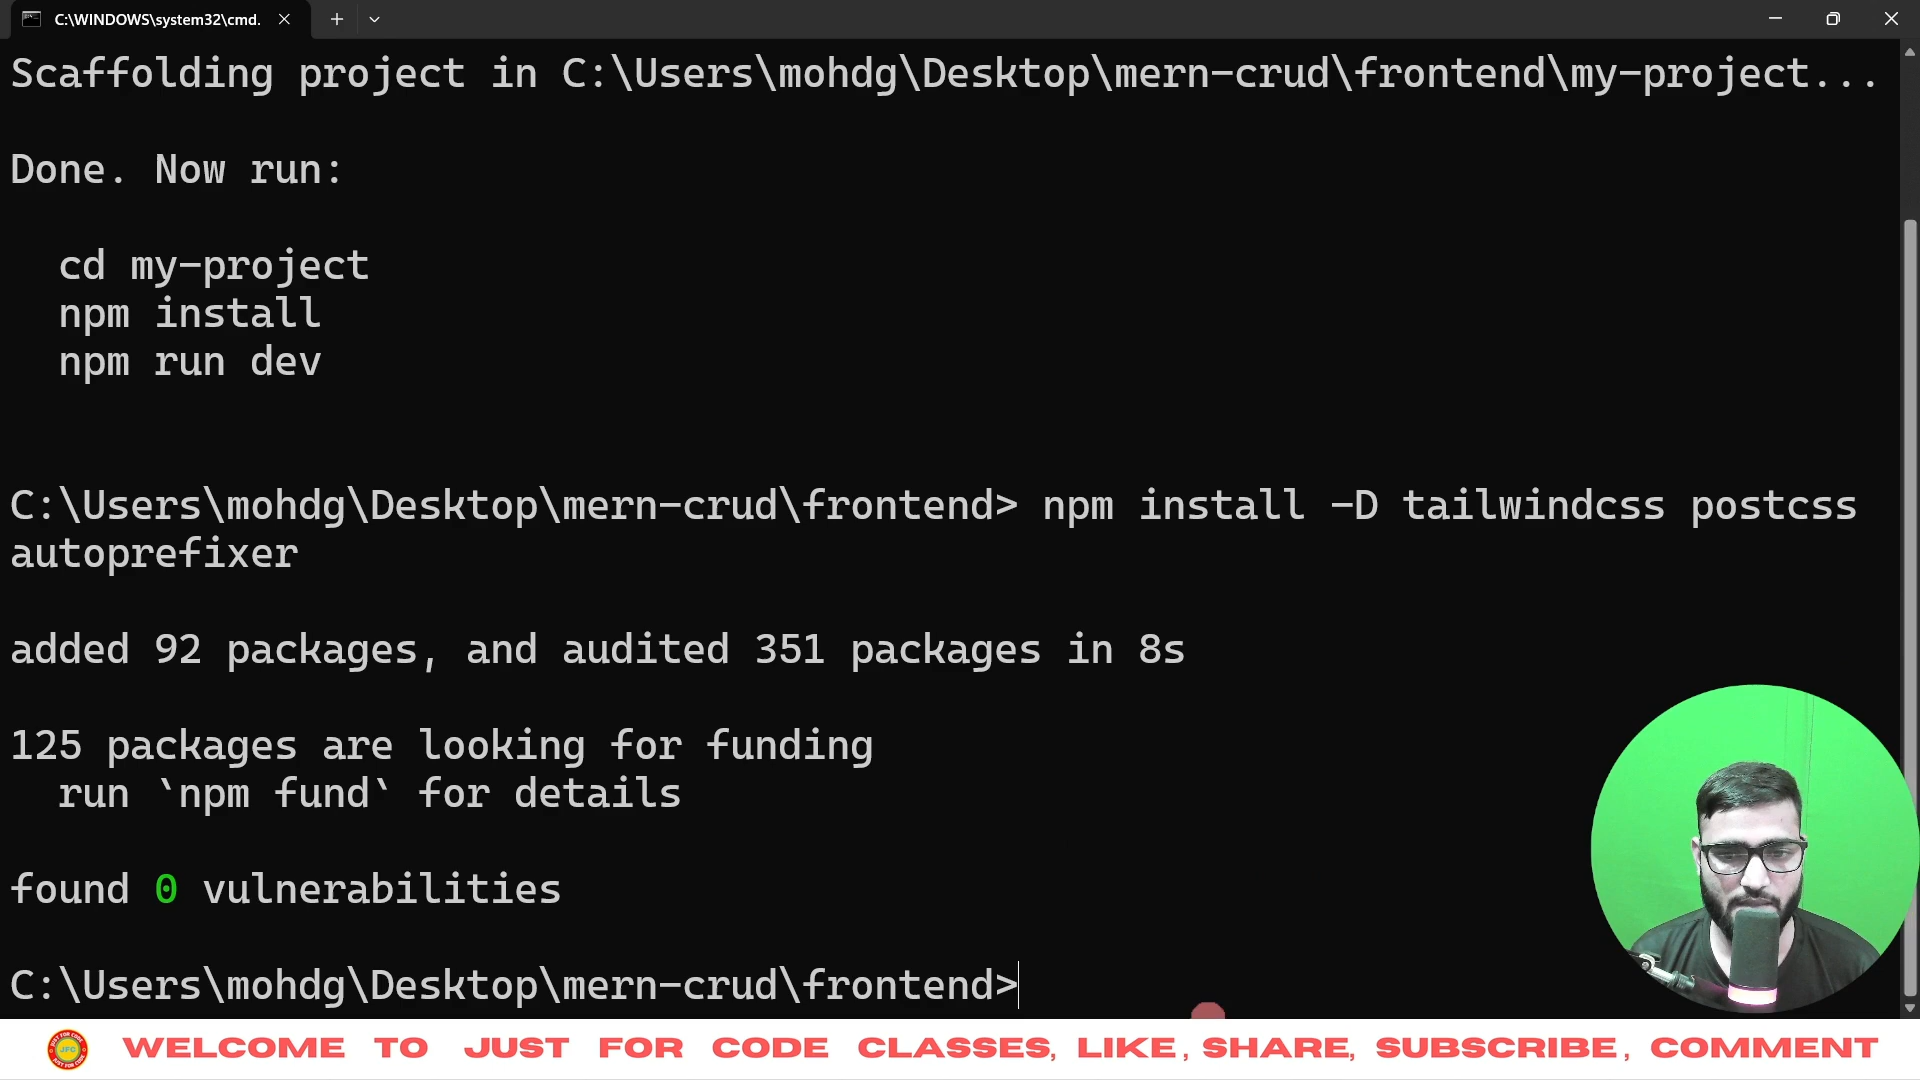 C:\WINDOWS\system32\cmd.
Scaffolding project in C:\Users\mohdg\Desktop\mern-crud\frontend\my-project...
Done. Now run:
cd my-project
npm install
npm run dev
C:\Users\mohdg\Desktop\mern-crud\frontend> npm install -D tailwindcss postcss
autoprefixer
added 92 packages, and audited 351 packages in 8s
125 packages are looking for funding
run `npm fund` for details
found 0 vulnerabilities
C:\Users\mohdg\Desktop\mern-crud\frontend>
JFC
WELCOME TO JUST FOR CODE CLASSES, LIKE, SHARE, SUBSCRIBE, COMMENT